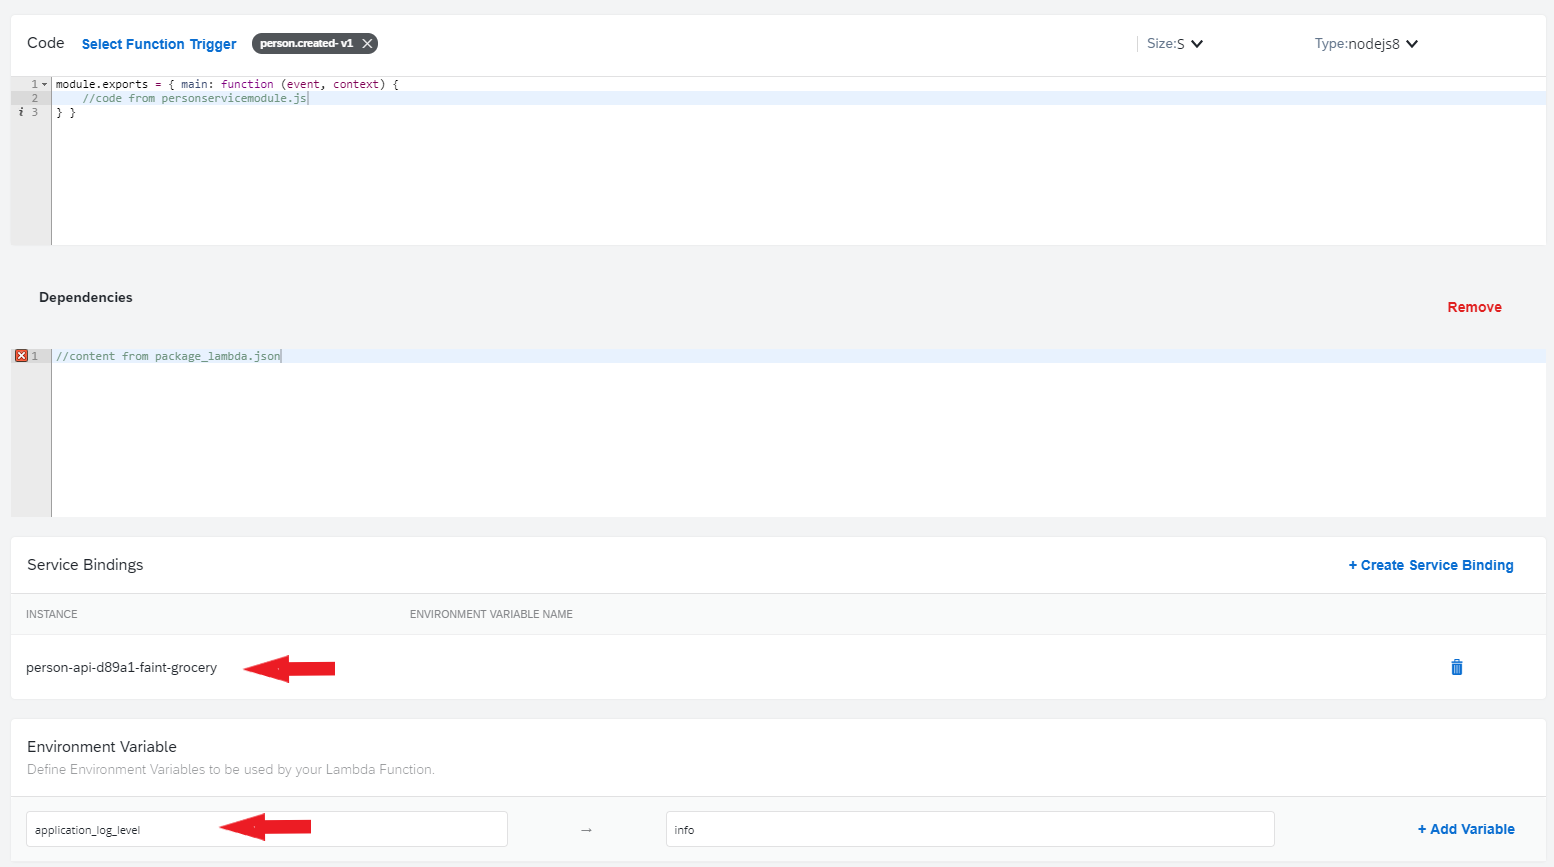 Code Select Function Trigger person.created- v1 Size:S Type:nodejs8
1 module.exports = { main: function (event, context) {
2 //code from personservicemodule.js
i 3 } }
Dependencies
Remove
1 //content from package_lambda.json
Service Bindings + Create Service Binding
INSTANCE ENVIRONMENT VARIABLE NAME
person-api-d89a1-faint-grocery
Environment Variable
Define Environment Variables to be used by your Lambda Function.
application_log_level → info + Add Variable